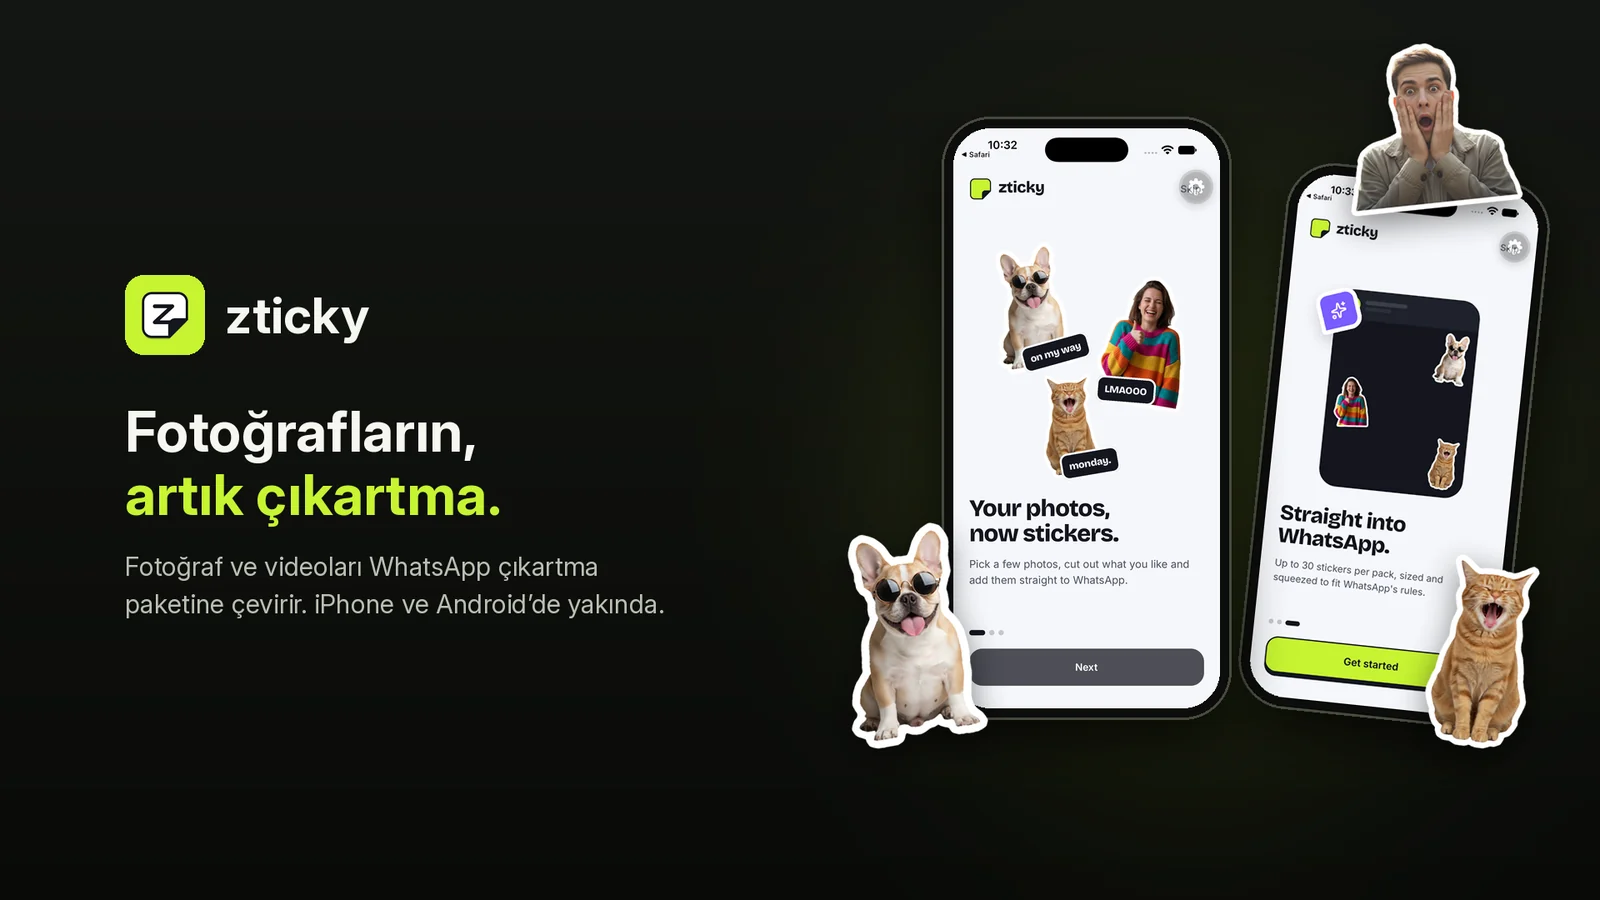 zticky
Fotoğrafların,
artık çıkartma.
Fotoğraf ve videoları WhatsApp çıkartma
paketine çevirir. iPhone ve Android’de yakında.
10:32
Safari
zticky
on my way
LMAOOO
monday.
Your photos,
now stickers.
Pick a few photos, cut out what you like and
add them straight to WhatsApp.
Next
Safari
zticky
Straight into
WhatsApp.
Up to 30 stickers per pack, sized and
squeezed to fit WhatsApp's rules.
Get started